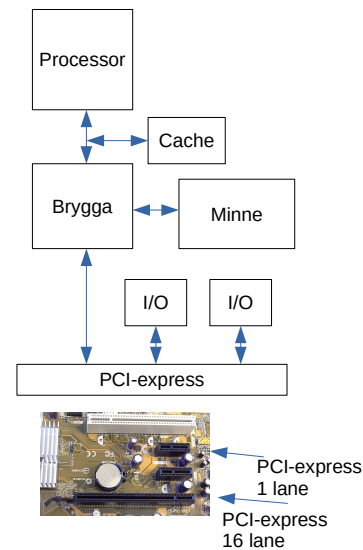 Processor
Cache
Brygga
Minne
I/O
I/O
PCI-express
PCI-express
1 lane
PCI-express
16 lane